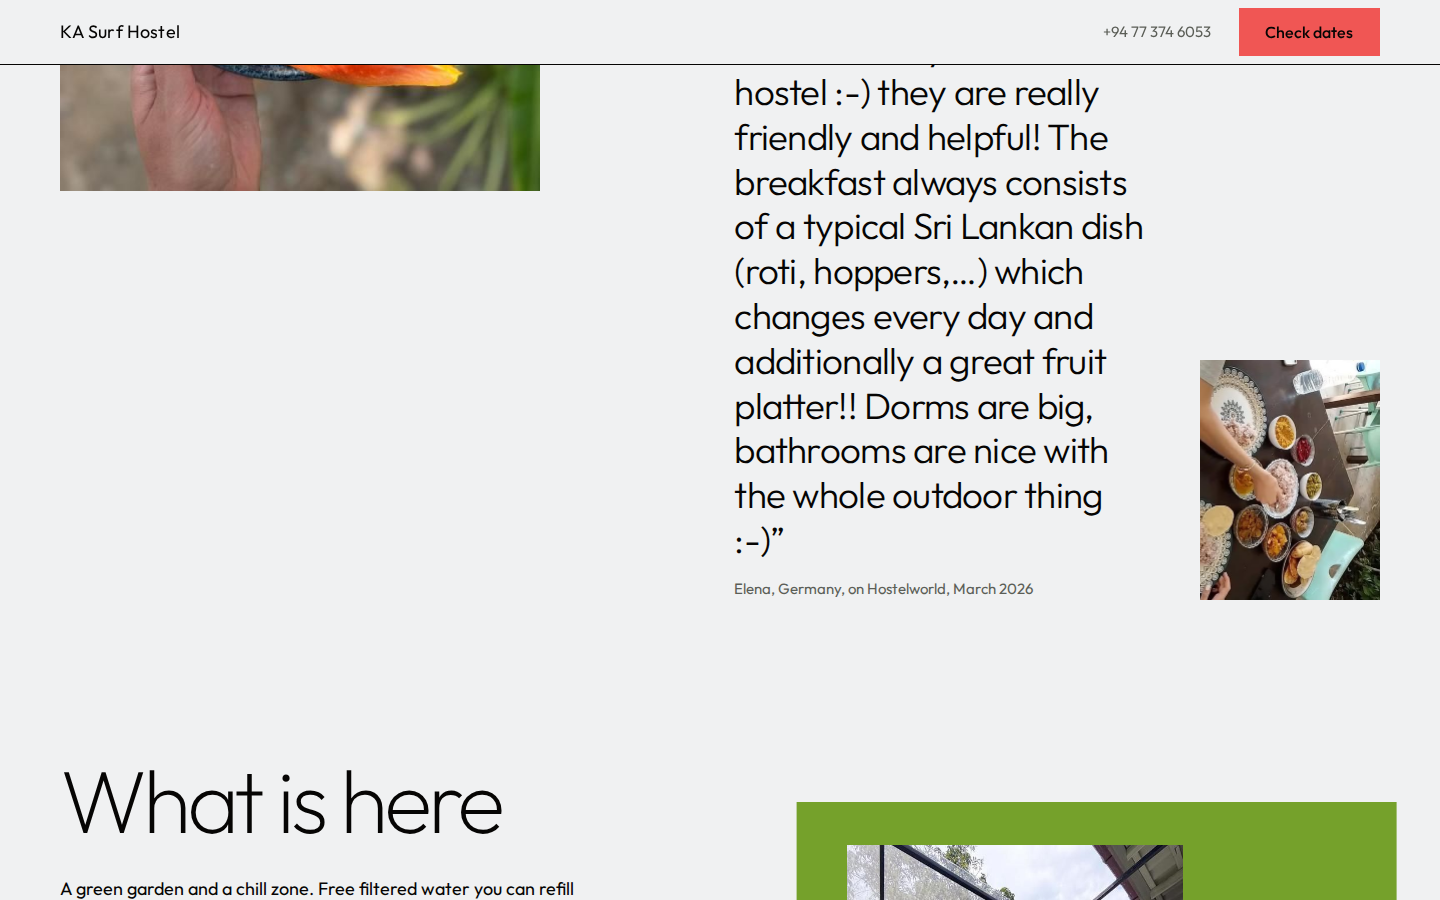 KA Surf Hostel
+94 77 374 6053
Check dates
hostel :-) they are really
friendly and helpful! The
breakfast always consists
of a typical Sri Lankan dish
(roti, hoppers,...) which
changes every day and
additionally a great fruit
platter!! Dorms are big,
bathrooms are nice with
the whole outdoor thing
:-)”
Elena, Germany, on Hostelworld, March 2026
What is here
A green garden and a chill zone. Free filtered water you can refill